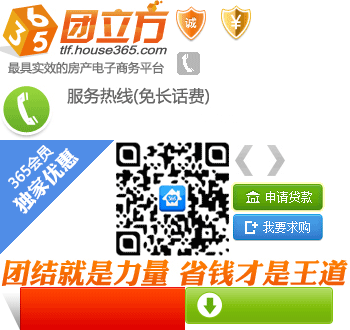 365 团立方
tlf.house365.com
诚 ¥
最具实效的房产电子商务平台
服务热线(免长话费)
365会员
独家优惠
申请贷款
我要求购
团结就是力量 省钱才是王道